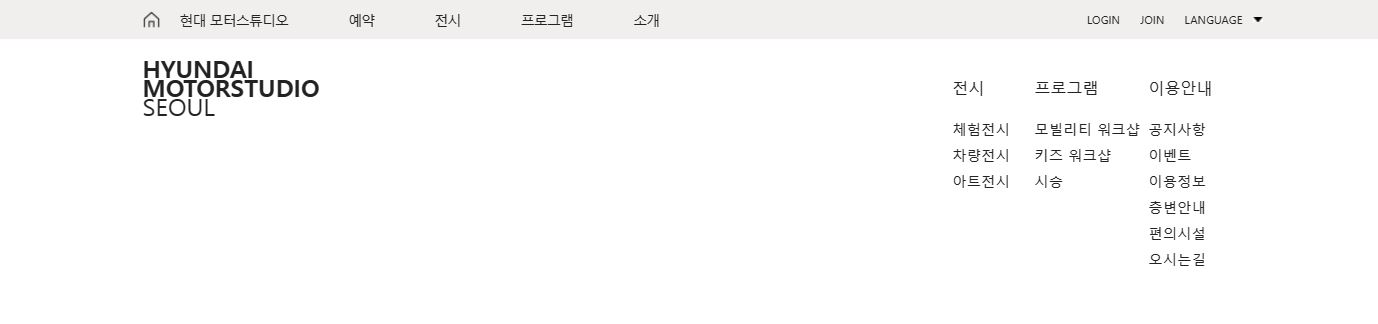 현대 모터스튜디오 예약 전시 프로그램 소개 LOGIN JOIN LANGUAGE
HYUNDAI
MOTORSTUDIO
SEOUL
전시 프로그램 이용안내
체험전시 모빌리티 워크샵 공지사항
차량전시 키즈 워크샵 이벤트
아트전시 시승 이용정보
층변안내
편의시설
오시는길